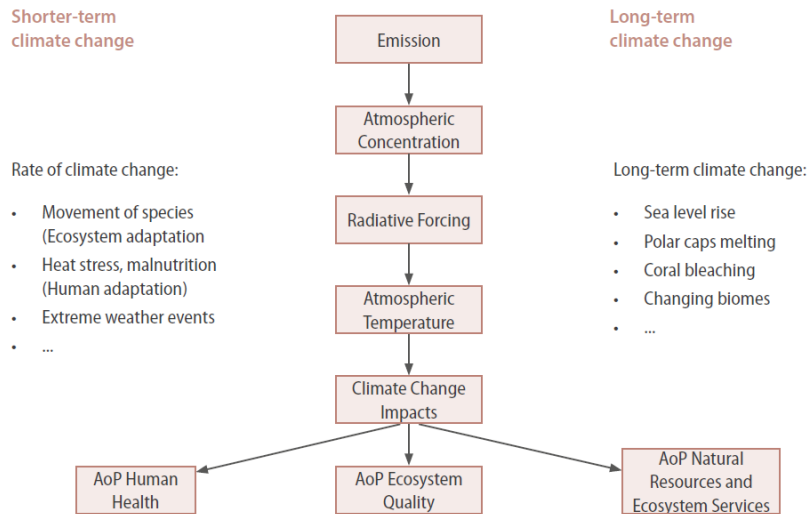 Shorter-term
climate change
Long-term
climate change
Emission
Atmospheric
Concentration
Rate of climate change:
• Movement of species
(Ecosystem adaptation
• Heat stress, malnutrition
(Human adaptation)
• Extreme weather events
• ...
Long-term climate change:
• Sea level rise
• Polar caps melting
• Coral bleaching
• Changing biomes
• ...
Radiative Forcing
Atmospheric
Temperature
Climate Change
Impacts
AoP Human
Health
AoP Ecosystem
Quality
AoP Natural
Resources and
Ecosystem Services